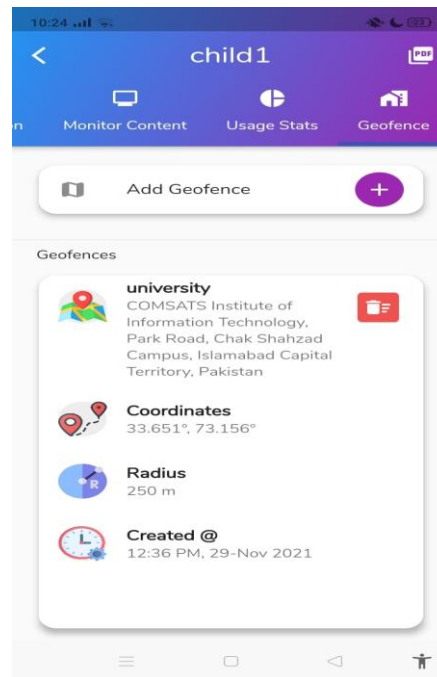 10:24
child1
PDF
n
Monitor Content
Usage Stats
Geofence
Add Geofence
+
Geofences
university
COMSATS Institute of
Information Technology,
Park Road, Chak Shahzad
Campus, Islamabad Capital
Territory, Pakistan
Coordinates
33.651°, 73.156°
R
Radius
250 m
Created @
12:36 PM, 29-Nov 2021